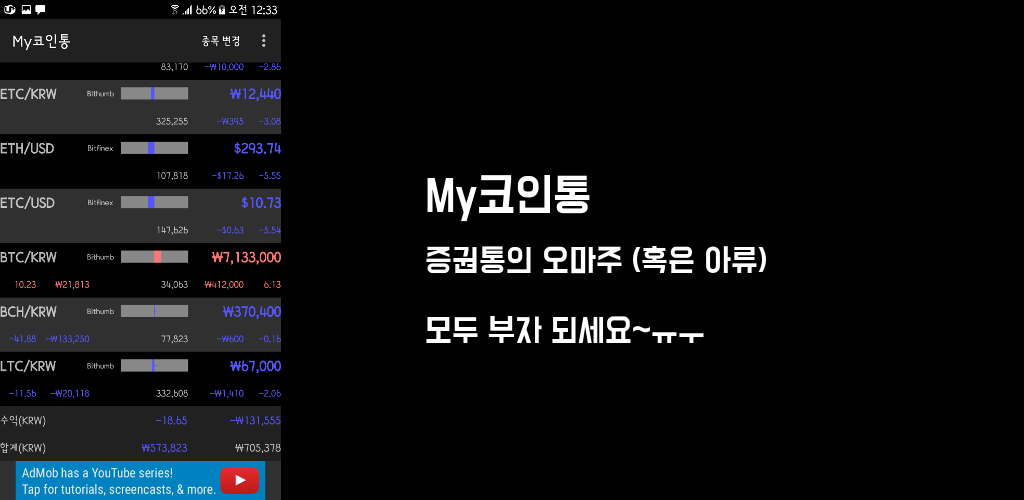 66% 오전 12:33
My코인통 종목 변경
83,170 -₩10,000 -2.86
ETC/KRW Bithumb ₩12,440
325,255 -₩395 -3.08
ETH/USD Bitfinex $293.74
107,818 -$17.26 -5.55
ETC/USD Bitfinex $10.73
147,626 -$0.63 -5.54
BTC/KRW Bithumb ₩7,133,000
10.23 ₩21,813 34,063 ₩412,000 6.13
BCH/KRW Bithumb ₩370,400
-41.68 -₩133,250 77,823 -₩600 -0.16
LTC/KRW Bithumb ₩67,000
-11.56 -₩20,118 332,608 -₩1,410 -2.06
수익(KRW) -18.65 -₩131,555
합계(KRW) ₩573,823 ₩705,378
AdMob has a YouTube series!
Tap for tutorials, screencasts, & more.
My코인통
증권통의 오마주 (혹은 아류)
모두 부자 되세요~ㅠㅜ